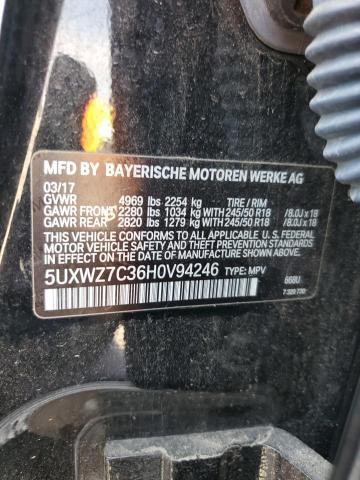 MFD BY BAYERISCHE MOTOREN WERKE AG
03/17
GVWR 4969 lbs 2254 kg TIRE / RIM
GAWR FRONT 2280 lbs 1034 kg WITH 245/50 R18 /8.0J x 18
GAWR REAR 2820 lbs 1279 kg WITH 245/50 R18 /8.0J x 18
THIS VEHICLE CONFORMS TO ALL APPLICABLE
FEDERAL MOTOR VEHICLE SAFETY STANDARDS
IN EFFECT ON THE DATE OF MANUFACTURE SHOWN ABOVE.
5UXWZ7C36H0V94246 TYPE: MPV
668U